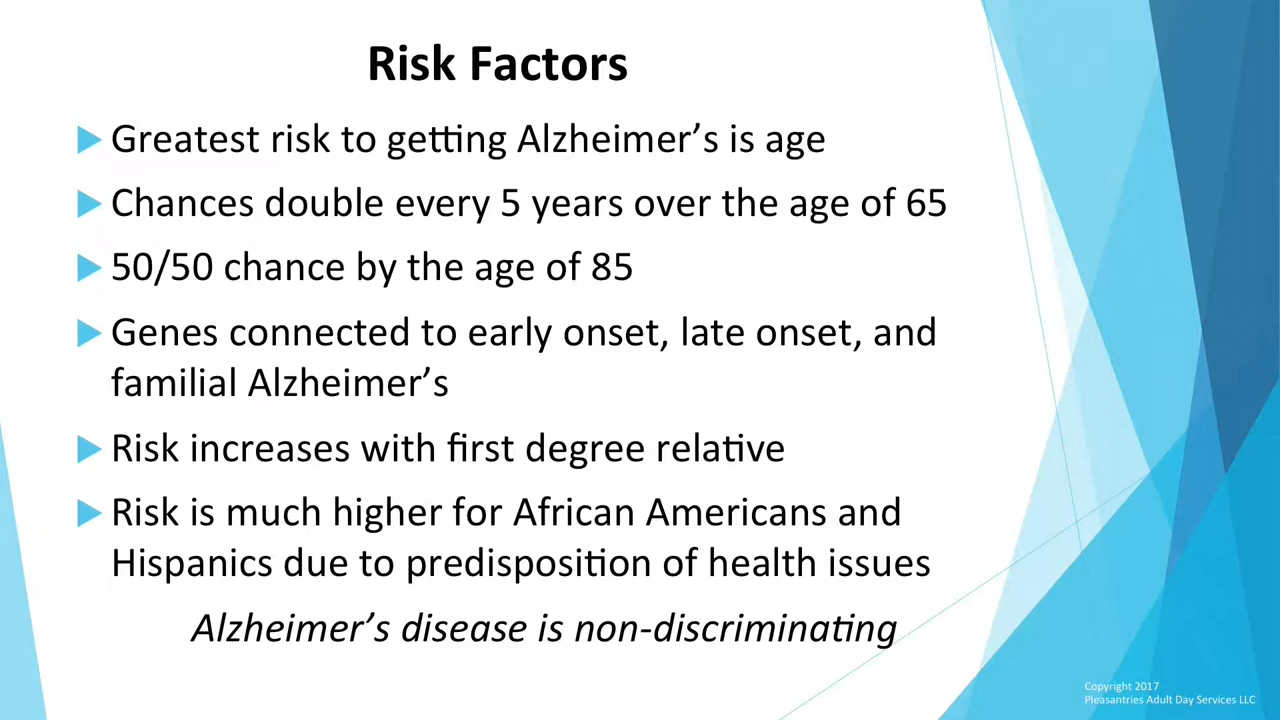 Risk Factors
Greatest risk to getting Alzheimer’s is age
Chances double every 5 years over the age of 65
50/50 chance by the age of 85
Genes connected to early onset, late onset, and
familial Alzheimer’s
Risk increases with first degree relative
Risk is much higher for African Americans and
Hispanics due to predisposition of health issues
Alzheimer’s disease is non-discriminating
Copyright 2017
Pleasantries Adult Day Services LLC